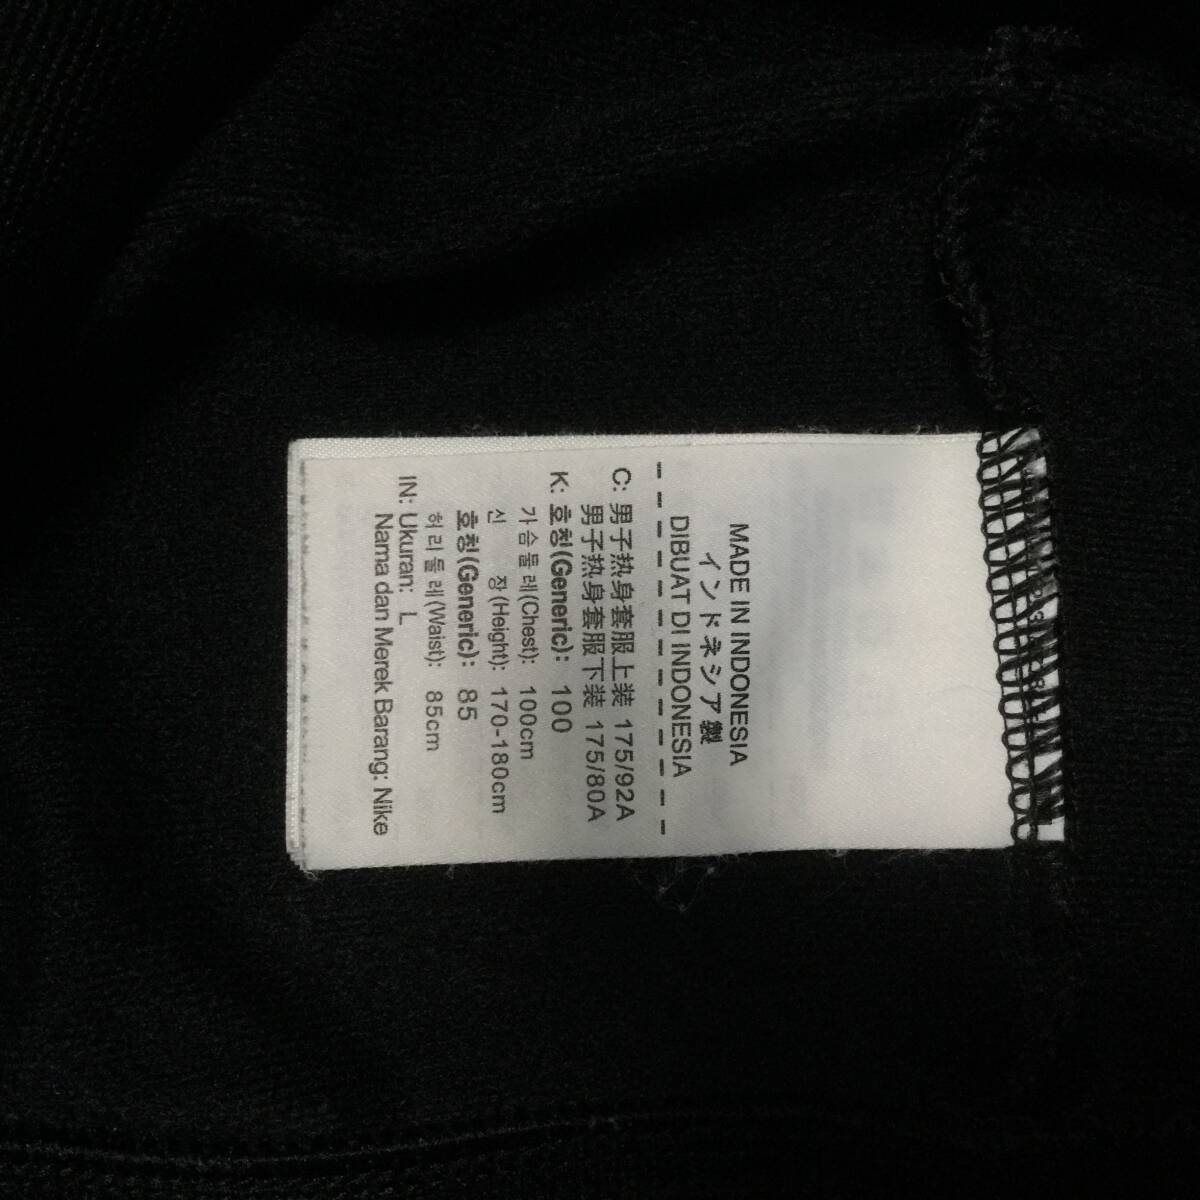 MADE IN INDONESIA
インドネシア製
DIBUAT DI INDONESIA
C: 男子热身套服上装 175/92A
男子热身套服下装 175/80A
K: 호칭(Generic): 100
가슴둘레(Chest): 100cm
신 장(Height): 170-180cm
호칭(Generic): 85
허리둘레(Waist): 85cm
IN: Ukuran: L
Nama dan Merek Barang: Nike